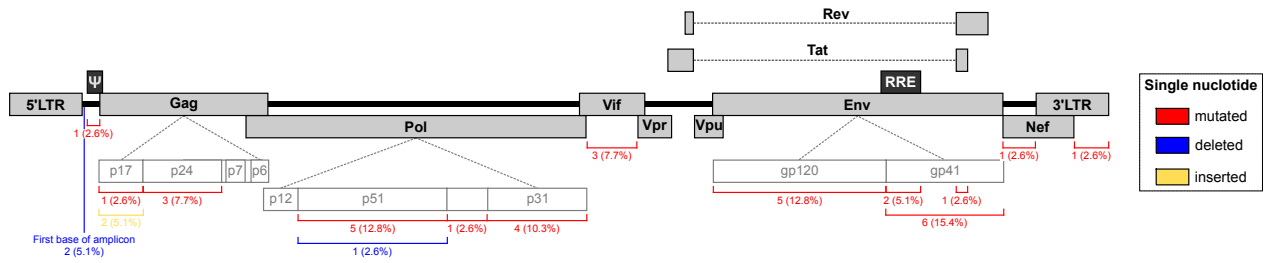 Rev
Tat
Ψ
RRE
5'LTR
Gag
Vif
Env
3'LTR
Pol
Vpr
Vpu
Nef
1 (2.6%)
3 (7.7%)
1 (2.6%)
1 (2.6%)
p17
p24
p7
p6
gp120
gp41
p12
p51
p31
1 (2.6%)
3 (7.7%)
5 (12.8%)
2 (5.1%)
1 (2.6%)
2 (5.1%)
6 (15.4%)
5 (12.8%)
1 (2.6%)
4 (10.3%)
First base of amplicon
2 (5.1%)
1 (2.6%)
Single nuclotide
mutated
deleted
inserted